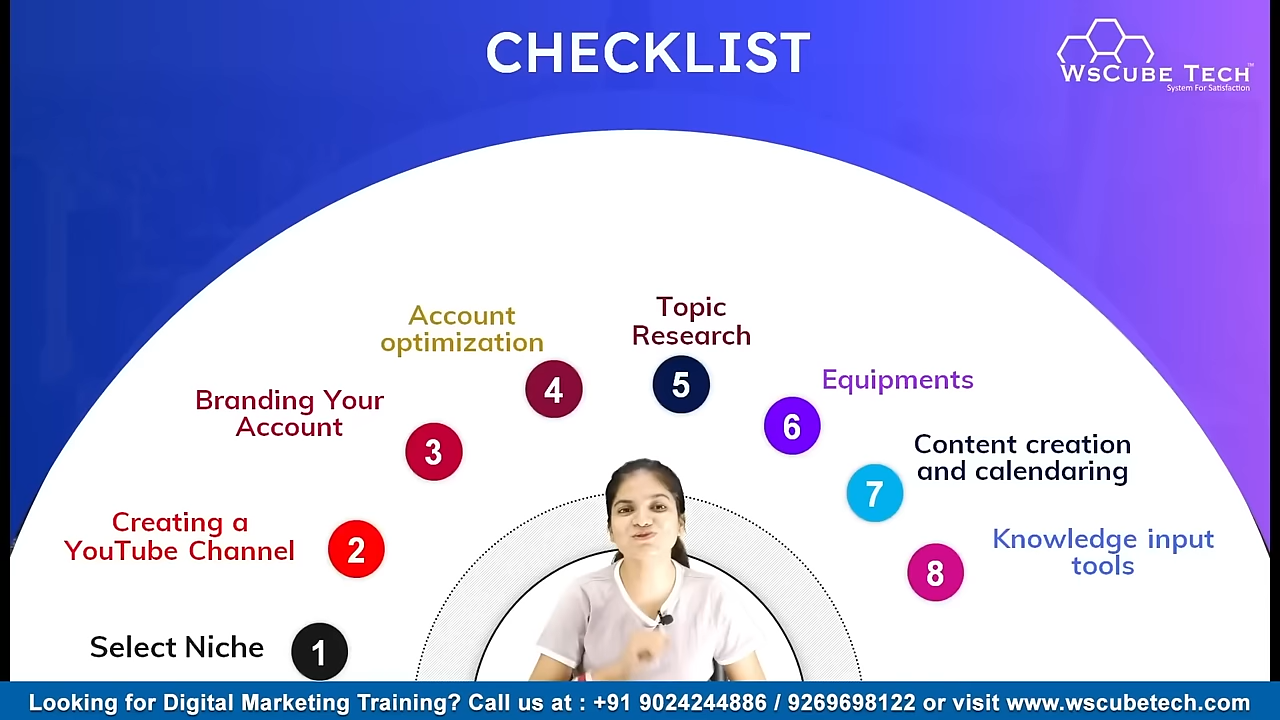 CHECKLIST
WSCUBE TECH™
System For Satisfaction
Account
optimization
4
Topic
Research
5
Equipments
6
Branding Your
Account
3
Content creation
and calendaring
7
Creating a
YouTube Channel
2
Knowledge input
tools
8
Select Niche
1
Looking for Digital Marketing Training? Call us at : +91 9024244886 / 9269698122 or visit www.wscubetech.com